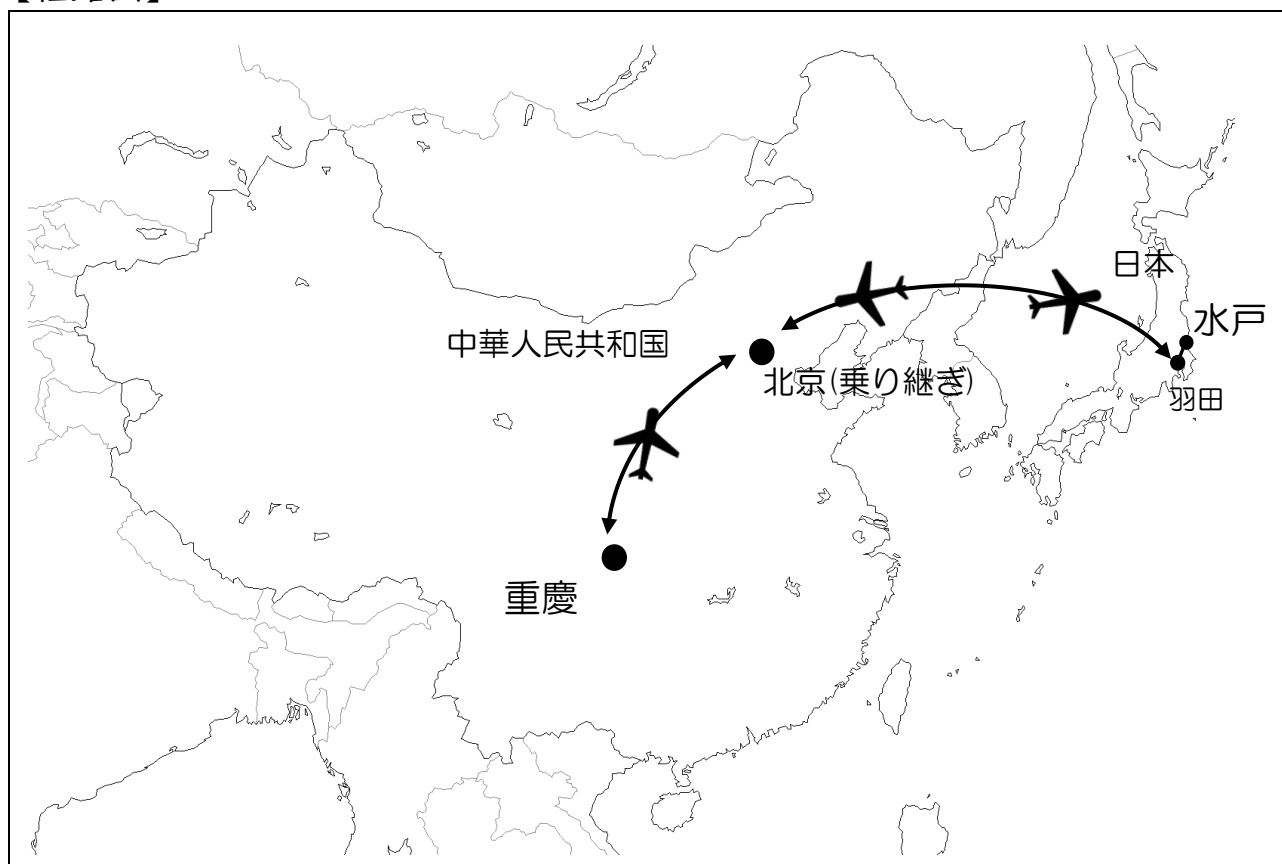 日本
水戸
中華人民共和国
北京(乗り継ぎ)
羽田
重慶